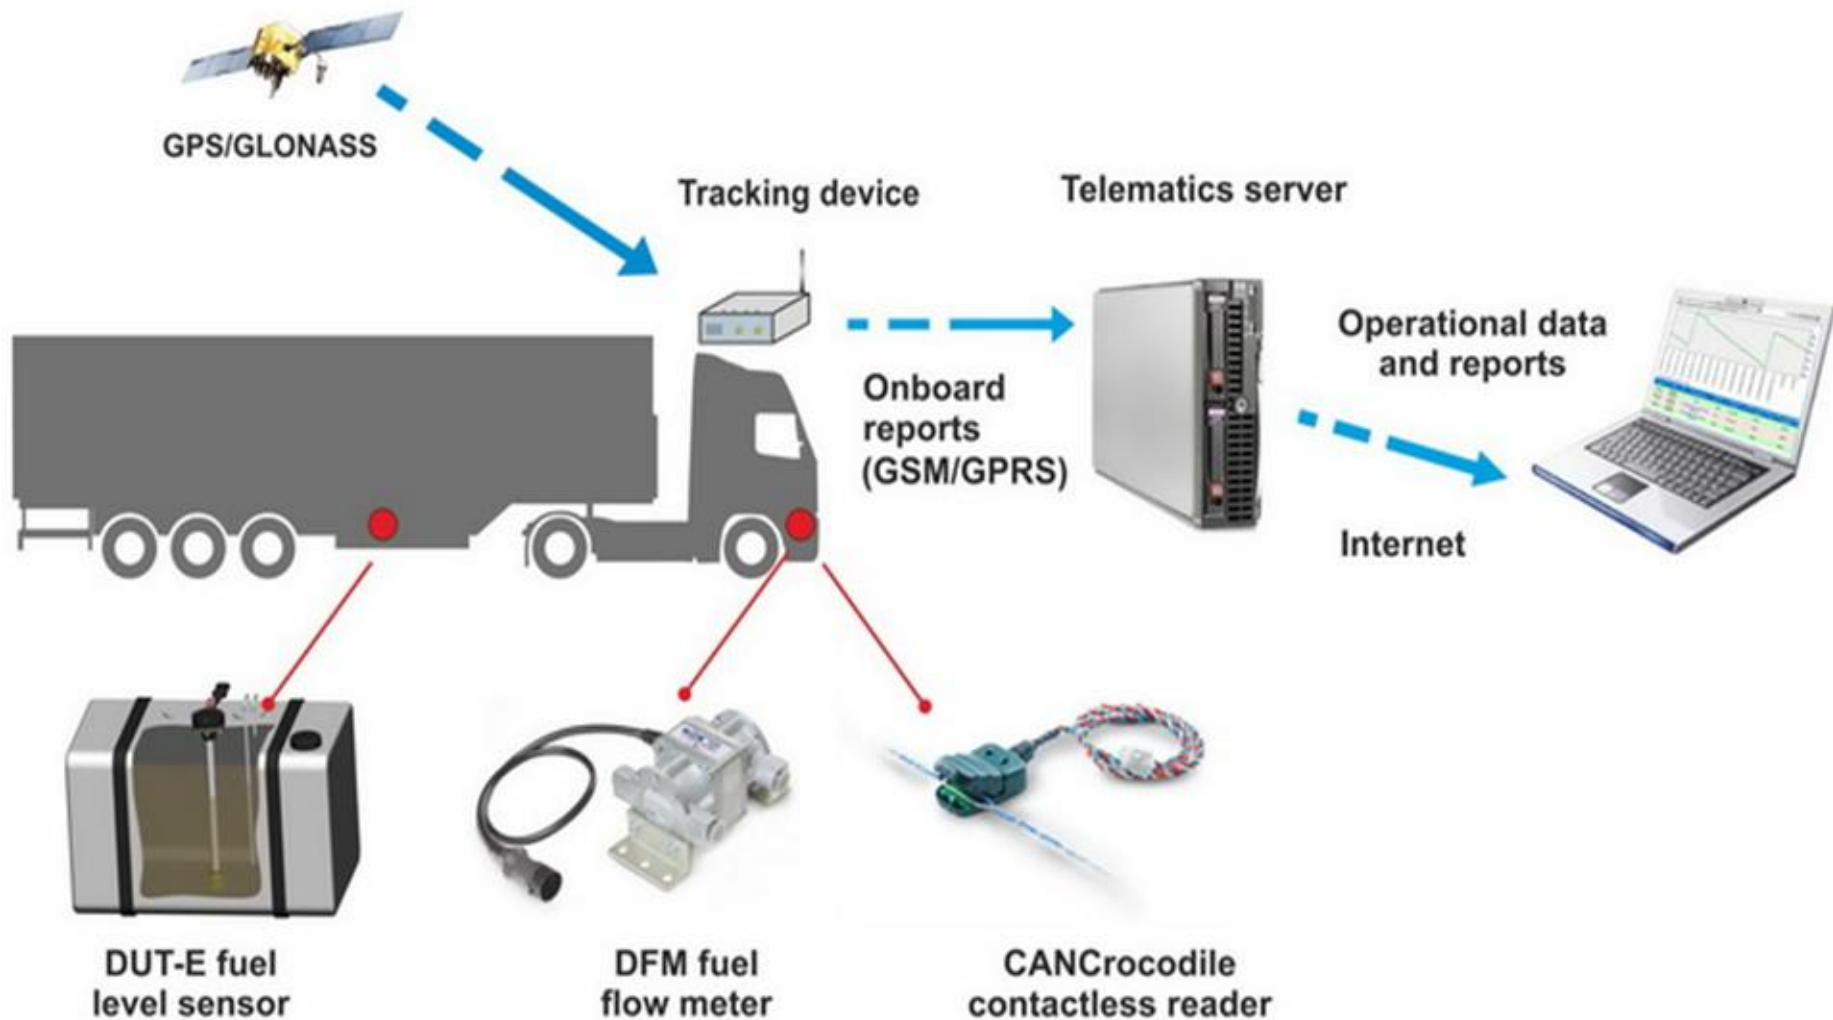 GPS/GLONASS
Tracking device
Telematics server
Onboard
reports
(GSM/GPRS)
Operational data
and reports
Internet
DUT-E fuel
level sensor
DFM fuel
flow meter
CANCrocodile
contactless reader